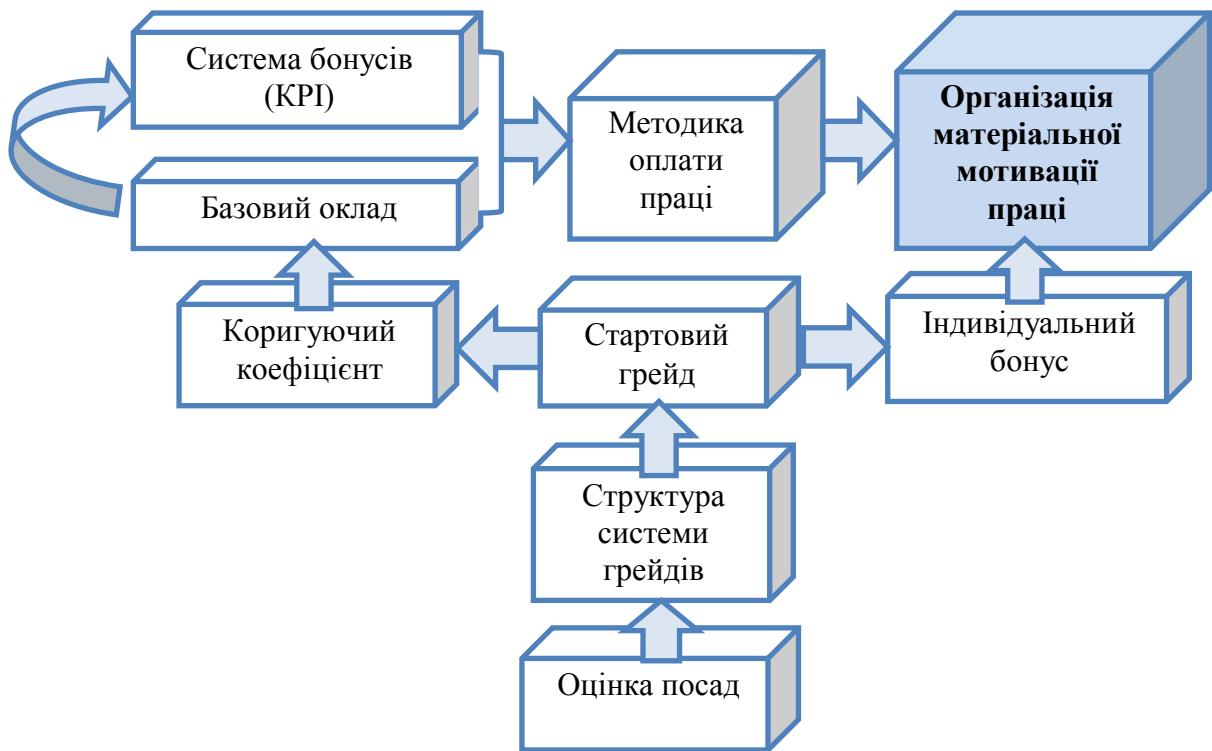 Система бонусів
(КРІ)
Базовий оклад
Методика
оплати
праці
Організація
матеріальної
мотивації
праці
Коригуючий
коефіцієнт
Стартовий
грейд
Індивідуальний
бонус
Структура
системи
грейдів
Оцінка посад